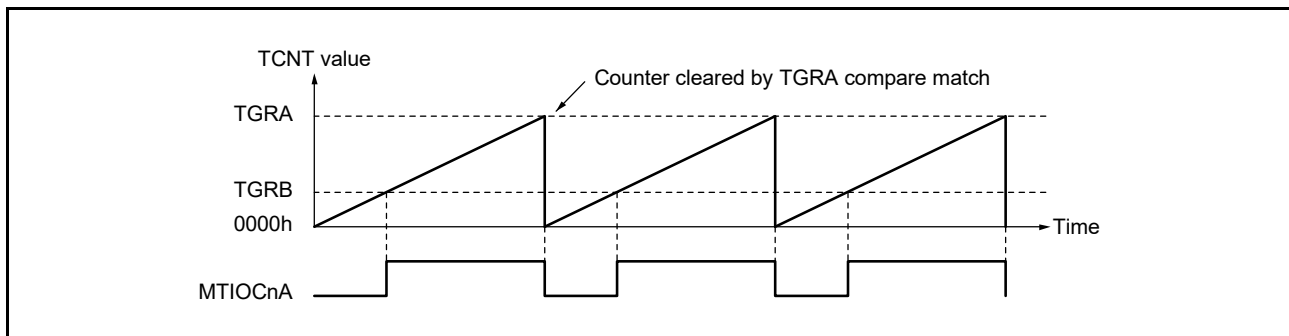 TCNT value
Counter cleared by TGRA compare match
TGRA
TGRB
0000h
Time
MTIOCnA